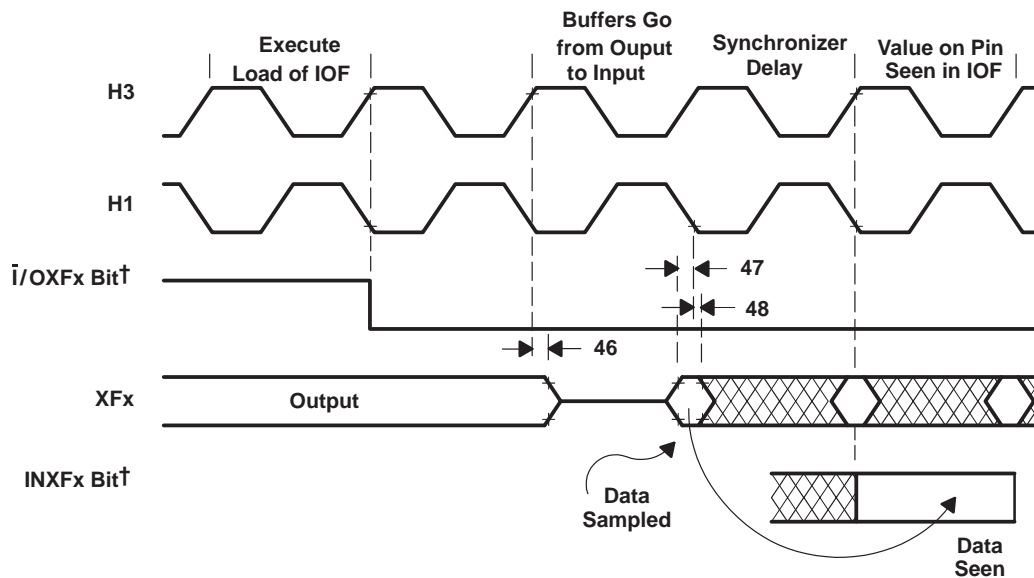 Execute
Load of IOF
Buffers Go
from Ouput
to Input
Synchronizer
Delay
Value on Pin
Seen in IOF
H3
H1
Ī/OXFx Bit†
47
48
46
XFx
Output
INXFx Bit†
Data
Sampled
Data
Seen